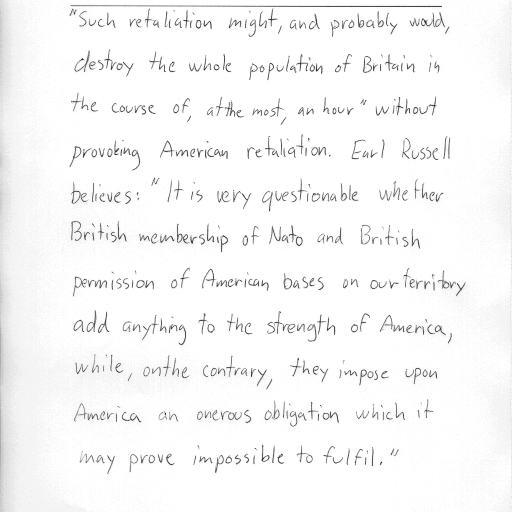 "Such retaliation might, and probably would,
destroy the whole population of Britain in
the course of, at the most, an hour" without
provoking American retaliation. Earl Russell
believes: "It is very questionable whether
British membership of Nato and British
permission of American bases on our territory
add anything to the strength of America,
while, on the contrary, they impose upon
America an onerous obligation which it
may prove impossible to fulfil."